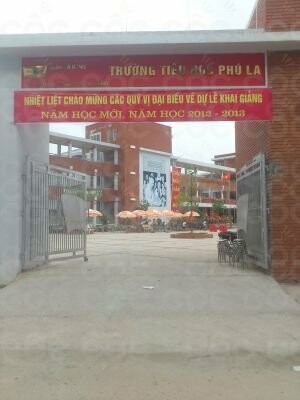 TRƯỜNG TIỂU HỌC PHÚ LA
NHIỆT LIỆT CHÀO MỪNG CÁC QUÝ VỊ ĐẠI BIỂU VỀ DỰ LỄ KHAI GIẢNG
NĂM HỌC MỚI, NĂM HỌC 2012 - 2013